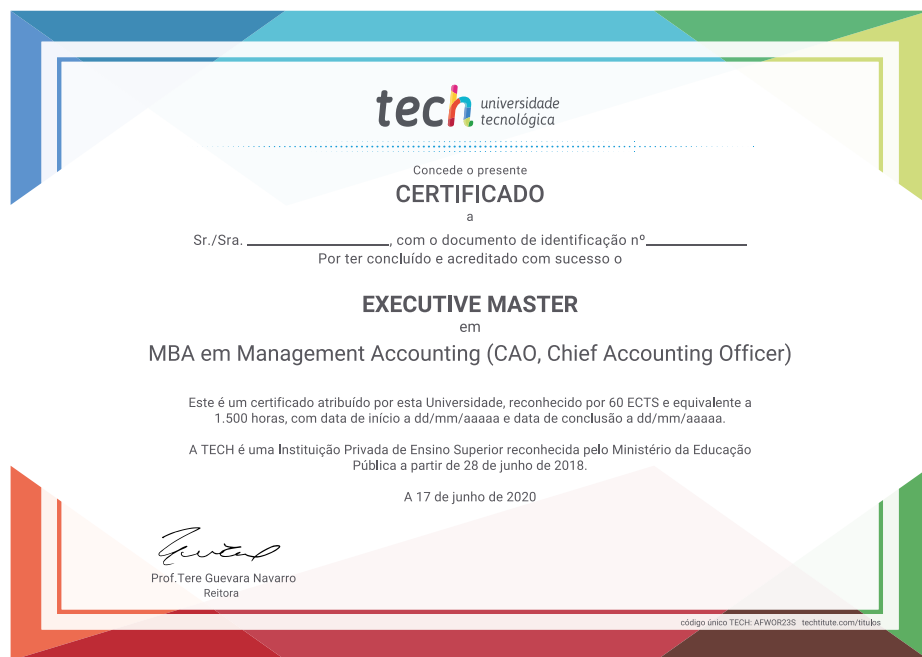 tech universidade
tecnológica
Concede o presente
CERTIFICADO
a
Sr./Sra. ____________________, com o documento de identificação nº______________
Por ter concluído e acreditado com sucesso o
EXECUTIVE MASTER
em
MBA em Management Accounting (CAO, Chief Accounting Officer)
Este é um certificado atribuído por esta Universidade, reconhecido por 60 ECTS e equivalente a
1.500 horas, com data de início a dd/mm/aaaaa e data de conclusão a dd/mm/aaaaa.
A TECH é uma Instituição Privada de Ensino Superior reconhecida pelo Ministério da Educação
Pública a partir de 28 de junho de 2018.
A 17 de junho de 2020
Prof.Tere Guevara Navarro
Reitora
código único TECH: AFWOR23S techtitute.com/titulos